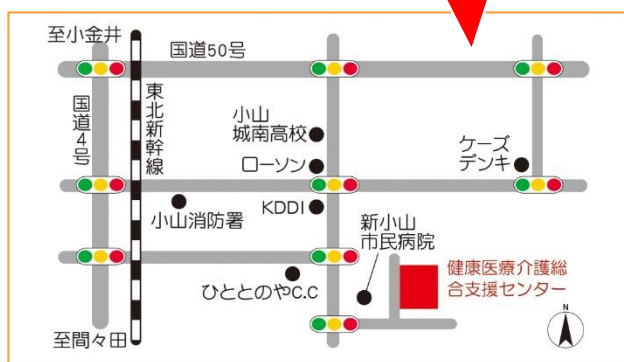 至小金井
国道50号
国道4号
東北新幹線
小山
城南高校
ローソン
ケーズ
デンキ
KDDI
小山消防署
新小山
市民病院
健康医療介護総
合支援センター
ひととのやC.C
至間々田
N